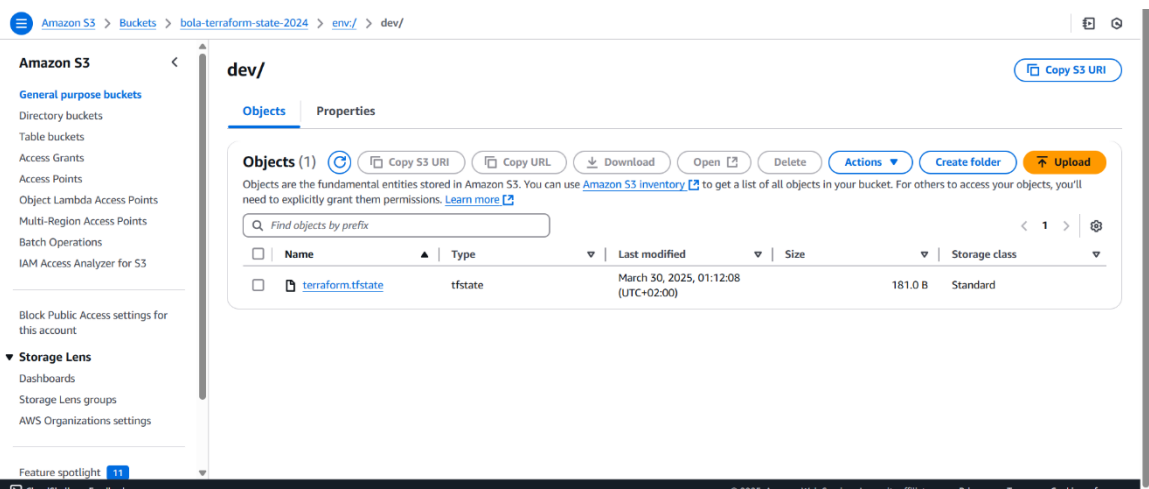 Amazon S3 > Buckets > bola-terraform-state-2024 > env:/ > dev/
Amazon S3
General purpose buckets
Directory buckets
Table buckets
Access Grants
Access Points
Object Lambda Access Points
Multi-Region Access Points
Batch Operations
IAM Access Analyzer for S3
Block Public Access settings for
this account
Storage Lens
Dashboards
Storage Lens groups
AWS Organizations settings
Feature spotlight 11
dev/
Copy S3 URI
Objects Properties
Objects (1) Copy S3 URI Copy URL Download Open Delete Actions Create folder Upload
Objects are the fundamental entities stored in Amazon S3. You can use Amazon S3 inventory to get a list of all objects in your bucket. For others to access your objects, you'll
need to explicitly grant them permissions. Learn more
Find objects by prefix
< 1 >
Name Type Last modified Size Storage class
terraform.tfstate tfstate March 30, 2025, 01:12:08 181.0 B Standard
(UTC+02:00)